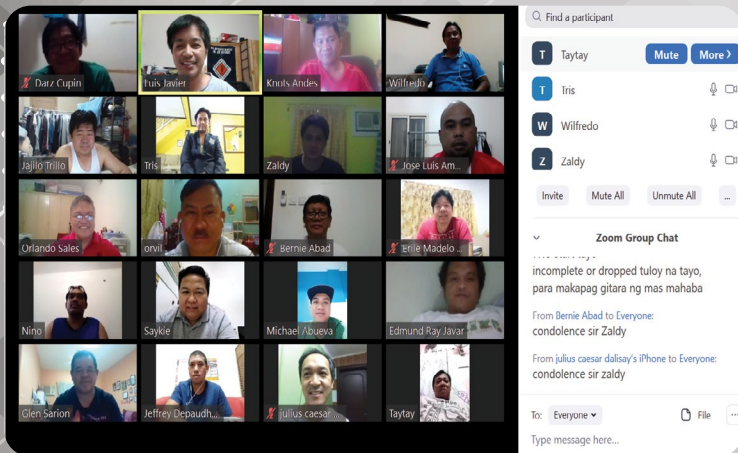 Darz Cupin
Luis Javier
Knots Andes
Wilfredo
Jajilo Trillo
Tris
Zaldy
Jose Luis Am...
Orlando Sales
orvil
Bernie Abad
Erile Madelo ...
Nino
Saykie
Michael Abueva
Edmund Ray Javar
Glen Sarion
Jeffrey Depaudh...
julius caesar ...
Taytay
Find a participant
T Taytay Mute More
T Tris
W Wilfredo
Z Zaldy
Invite Mute All Unmute All ...
Zoom Group Chat
incomplete or dropped tuloy na tayo,
para makapag gitara ng mas mahaba
From Bernie Abad to Everyone:
condolence sir Zaldy
From julius caesar dalisay's iPhone to Everyone:
condolence sir zaldy
To: Everyone File ...
Type message here...